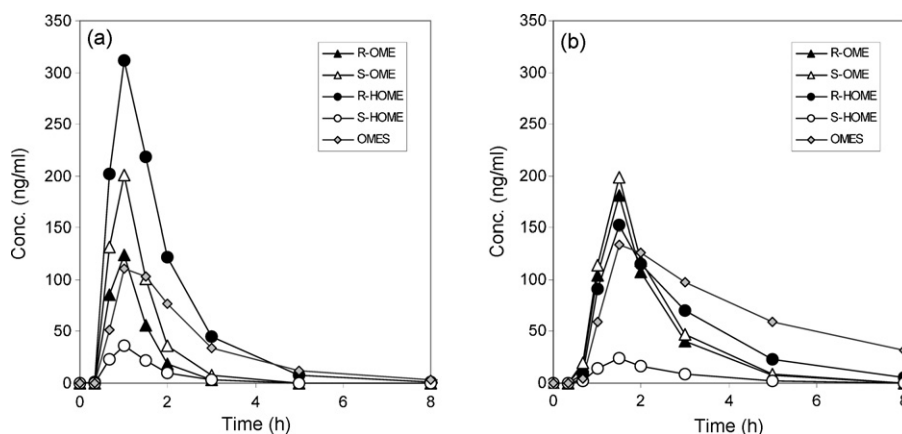 (a)
350
300
250
200
150
100
50
0
Conc. (ng/ml)
0 2 4 6 8
Time (h)
R-OME
S-OME
R-HOME
S-HOME
OMES
(b)
350
300
250
200
150
100
50
0
Conc. (ng/ml)
0 2 4 6 8
Time (h)
R-OME
S-OME
R-HOME
S-HOME
OMES